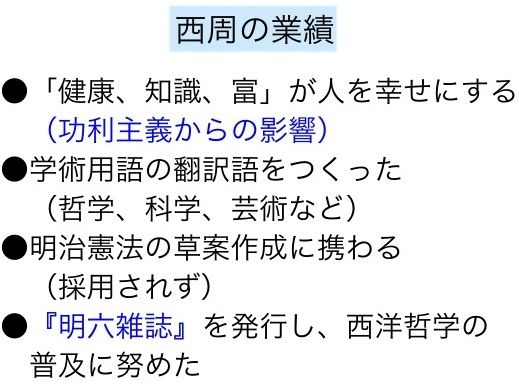 西周の業績
●「健康、知識、富」が人を幸せにする
（功利主義からの影響）
●学術用語の翻訳語をつくった
（哲学、科学、芸術など）
●明治憲法の草案作成に携わる
（採用されず）
●『明六雑誌』を発行し、西洋哲学の
普及に努めた